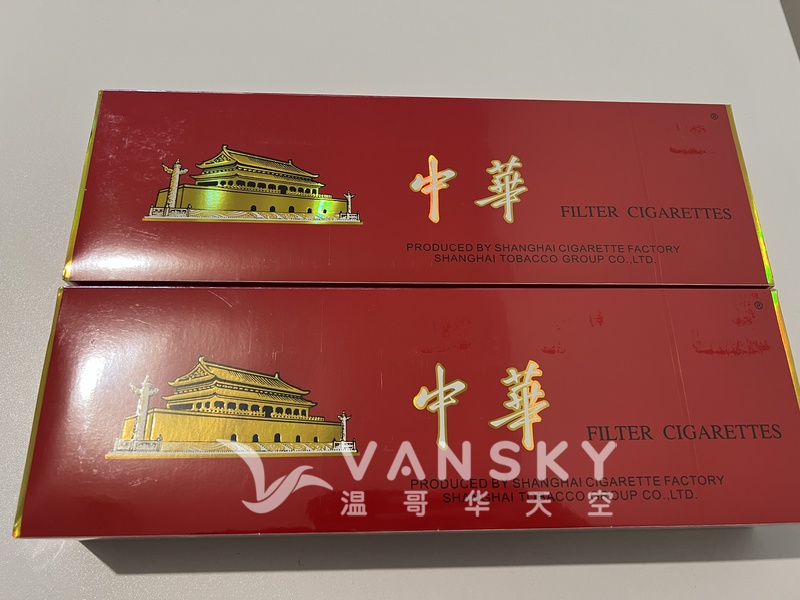 ®
中華
FILTER CIGARETTES
PRODUCED BY SHANGHAI CIGARETTE FACTORY
SHANGHAI TOBACCO GROUP CO.,LTD.
®
中華
FILTER CIGARETTES
VANSKY
PRODUCED BY SHANGHAI CIGARETTE FACTORY
SHANGHAI TOBACCO GROUP CO.,LTD.
温哥华天空